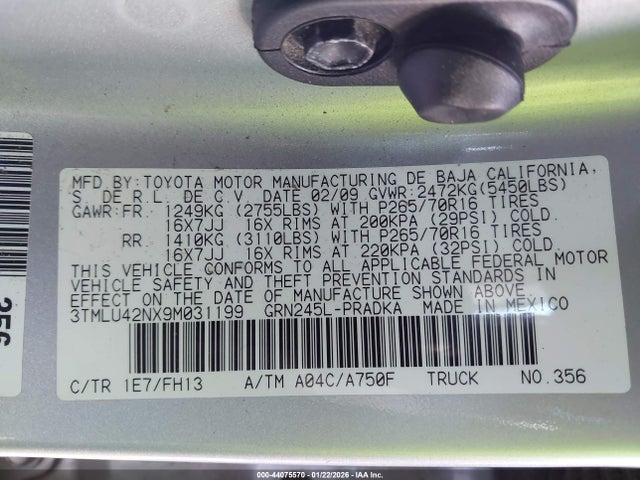 MFD BY:TOYOTA MOTOR MANUFACTURING DE BAJA CALIFORNIA,
S. DE R.L. DE C.V. DATE 02/09 GVWR:2472KG(5450LBS)
GAWR:FR. 1249KG (2755LBS) WITH P265/70R16 TIRES
16X7JJ 16X RIMS AT 200KPA (29PSI) COLD.
RR 1410KG (3110LBS) WITH P265/70R16 TIRES
16X7JJ 16X RIMS AT 220KPA (32PSI) COLD.
THIS VEHICLE CONFORMS TO ALL APPLICABLE FEDERAL MOTOR
VEHICLE SAFETY AND THEFT PREVENTION STANDARDS IN
EFFECT ON THE DATE OF MANUFACTURE SHOWN ABOVE.
3TMLU42NX9M031199 GRN245L-PRADKA MADE IN MEXICO
C/TR 1E7/FH13 A/TM A04C/A750F TRUCK NO.356
256
000-44075570 - 01/22/2026 - IAA Inc.